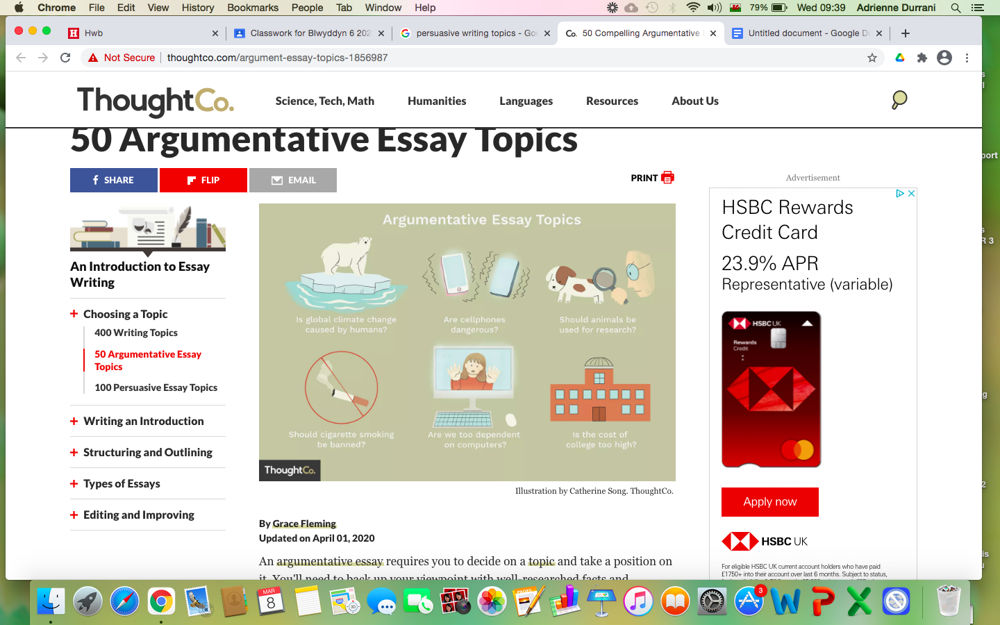 Chrome File Edit View History Bookmarks People Tab Window Help 79% Wed 09:39 Adrienne Durrani
Hwb
Classwork for Blwyddyn 6 202
persuasive writing topics - Goo
Co. 50 Compelling Argumentative
Untitled document - Google Do
Not Secure thoughtco.com/argument-essay-topics-1856987
ThoughtCo.
Science, Tech, Math Humanities Languages Resources About Us
50 Argumentative Essay Topics
SHARE FLIP EMAIL
PRINT
An Introduction to Essay
Writing
+ Choosing a Topic
400 Writing Topics
50 Argumentative Essay
Topics
100 Persuasive Essay Topics
+ Writing an Introduction
+ Structuring and Outlining
+ Types of Essays
+ Editing and Improving
Argumentative Essay Topics
Is global climate change
caused by humans?
Are cellphones
dangerous?
Should animals be
used for research?
Should cigarette smoking
be banned?
Are we too dependent
on computers?
Is the cost of
college too high?
ThoughtCo.
Illustration by Catherine Song. ThoughtCo.
By Grace Fleming
Updated on April 01, 2020
An argumentative essay requires you to decide on a topic and take a position on
it. You'll need to back up your viewpoint with well-researched facts and
Advertisement
HSBC Rewards
Credit Card
23.9% APR
Representative (variable)
HSBC UK
Rewards
Credit
Apply now
HSBC UK
For eligible HSBC UK current account holders who have paid
£1750+ into their account over last 6 months. Subject to status,
port
R 3
MAR
8
3D
PAGES
3